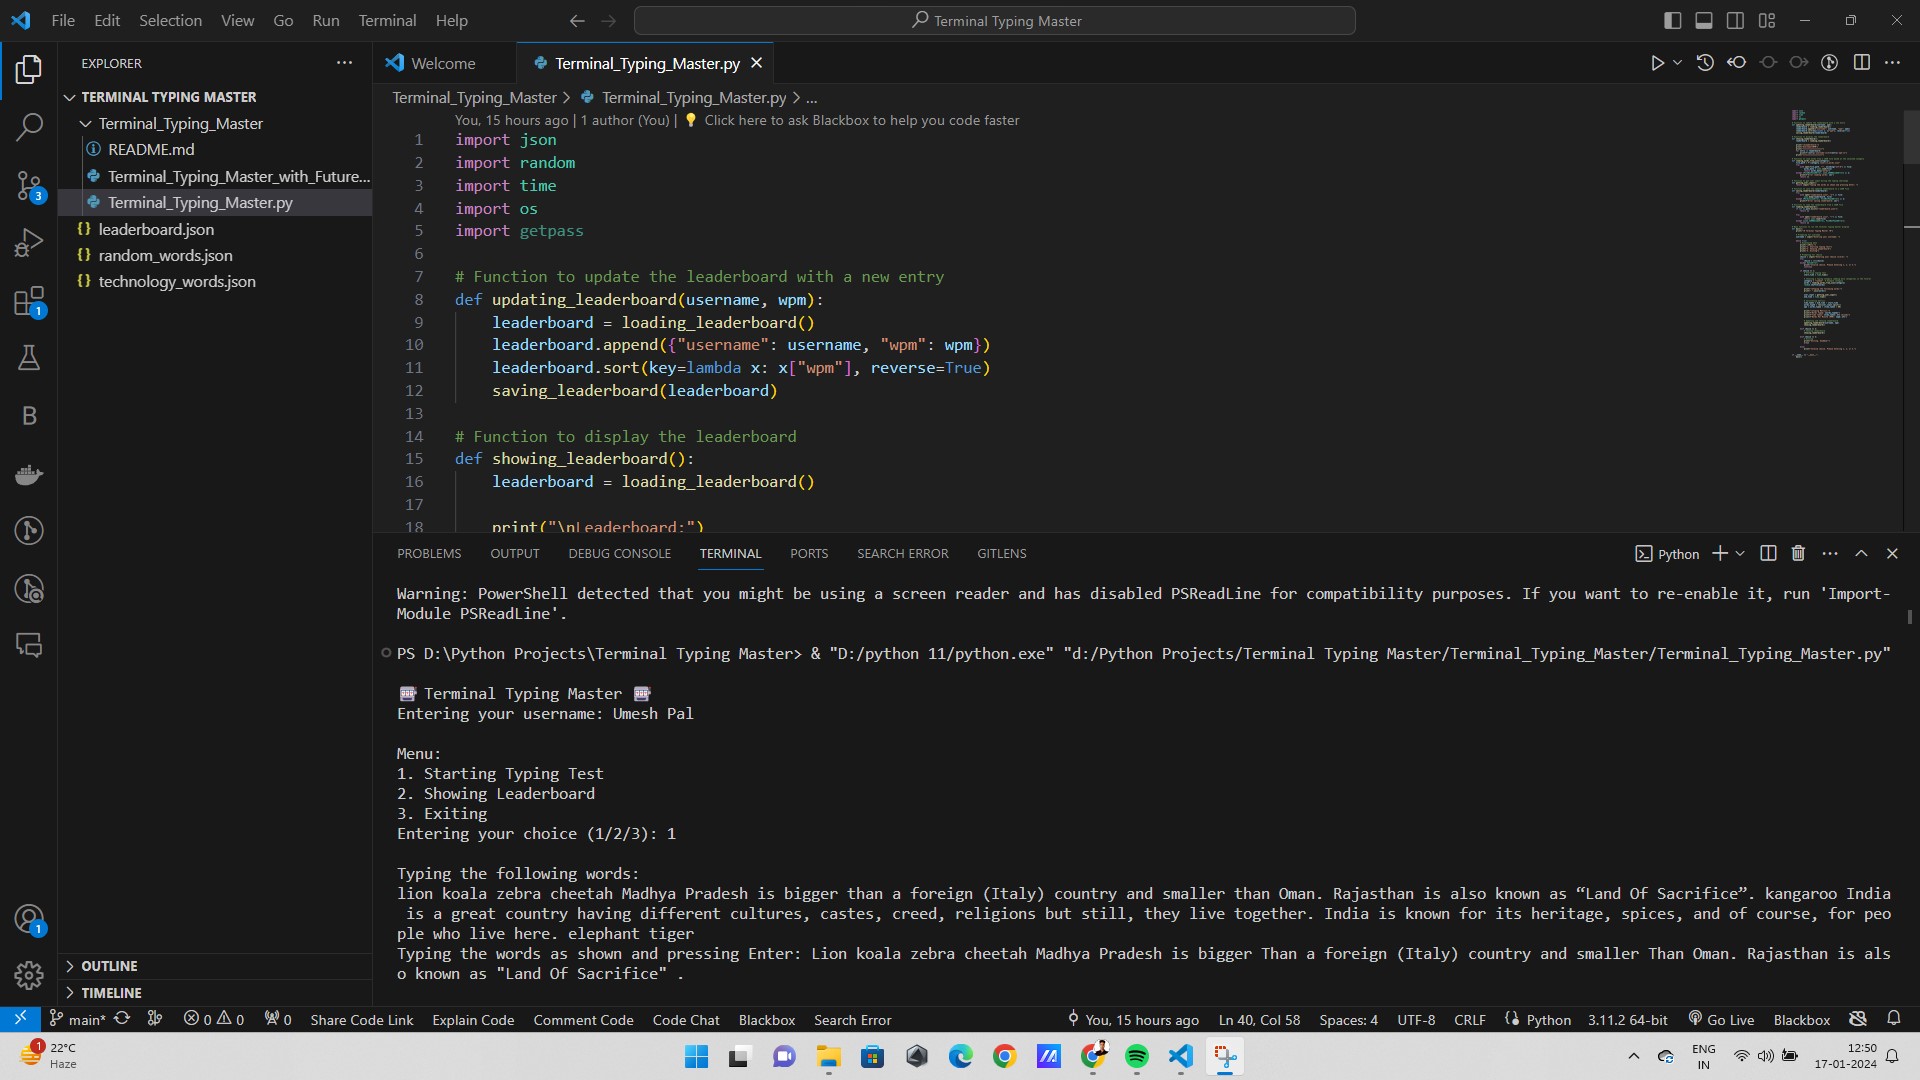 File Edit Selection View Go Run Terminal Help
Terminal Typing Master
EXPLORER
TERMINAL TYPING MASTER
Terminal_Typing_Master
README.md
Terminal_Typing_Master_with_Future...
Terminal_Typing_Master.py
leaderboard.json
random_words.json
technology_words.json
OUTLINE
TIMELINE
3
1
B
1
Welcome
Terminal_Typing_Master.py
Terminal_Typing_Master > Terminal_Typing_Master.py > ...
You, 15 hours ago | 1 author (You) | Click here to ask Blackbox to help you code faster
1 import json
2 import random
3 import time
4 import os
5 import getpass
6
7 # Function to update the leaderboard with a new entry
8 def updating_leaderboard(username, wpm):
9 leaderboard = loading_leaderboard()
10 leaderboard.append({"username": username, "wpm": wpm})
11 leaderboard.sort(key=lambda x: x["wpm"], reverse=True)
12 saving_leaderboard(leaderboard)
13
14 # Function to display the leaderboard
15 def showing_leaderboard():
16 leaderboard = loading_leaderboard()
17
18 print("\nLeaderboard:")
PROBLEMS OUTPUT DEBUG CONSOLE TERMINAL PORTS SEARCH ERROR GITLENS
Python
Warning: PowerShell detected that you might be using a screen reader and has disabled PSReadLine for compatibility purposes. If you want to re-enable it, run 'Import-
Module PSReadLine'.
PS D:\Python Projects\Terminal Typing Master> & "D:/python 11/python.exe" "d:/Python Projects/Terminal Typing Master/Terminal_Typing_Master/Terminal_Typing_Master.py"
Terminal Typing Master
Entering your username: Umesh Pal
Menu:
1. Starting Typing Test
2. Showing Leaderboard
3. Exiting
Entering your choice (1/2/3): 1
Typing the following words:
lion koala zebra cheetah Madhya Pradesh is bigger than a foreign (Italy) country and smaller than Oman. Rajasthan is also known as “Land Of Sacrifice”. kangaroo India
is a great country having different cultures, castes, creed, religions but still, they live together. India is known for its heritage, spices, and of course, for peo
ple who live here. elephant tiger
Typing the words as shown and pressing Enter: Lion koala zebra cheetah Madhya Pradesh is bigger Than a foreign (Italy) country and smaller Than Oman. Rajasthan is als
o known as "Land Of Sacrifice" .
main* 0 0 0 Share Code Link Explain Code Comment Code Code Chat Blackbox Search Error You, 15 hours ago Ln 40, Col 58 Spaces: 4 UTF-8 CRLF Python 3.11.2 64-bit Go Live Blackbox
1
22°C
Haze
ENG
IN
12:50
17-01-2024